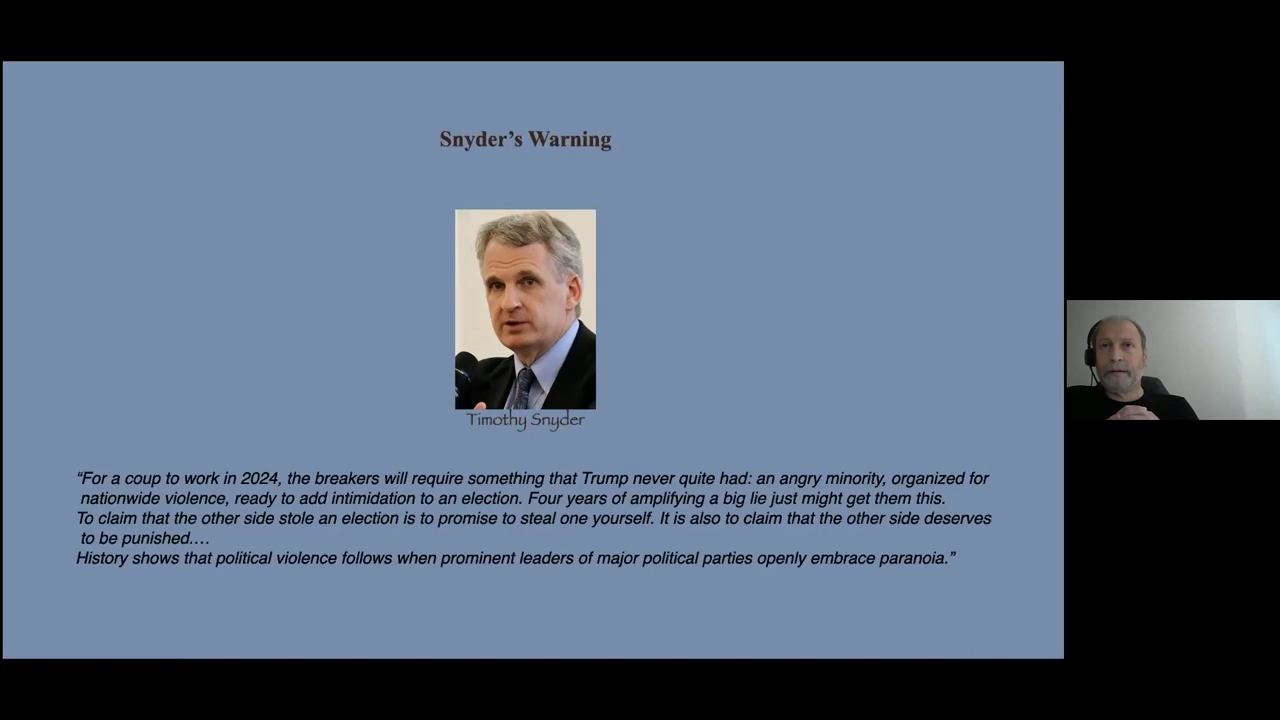 Snyder’s Warning
Timothy Snyder
“For a coup to work in 2024, the breakers will require something that Trump never quite had: an angry minority, organized for
nationwide violence, ready to add intimidation to an election. Four years of amplifying a big lie just might get them this.
To claim that the other side stole an election is to promise to steal one yourself. It is also to claim that the other side deserves
to be punished.…
History shows that political violence follows when prominent leaders of major political parties openly embrace paranoia.”